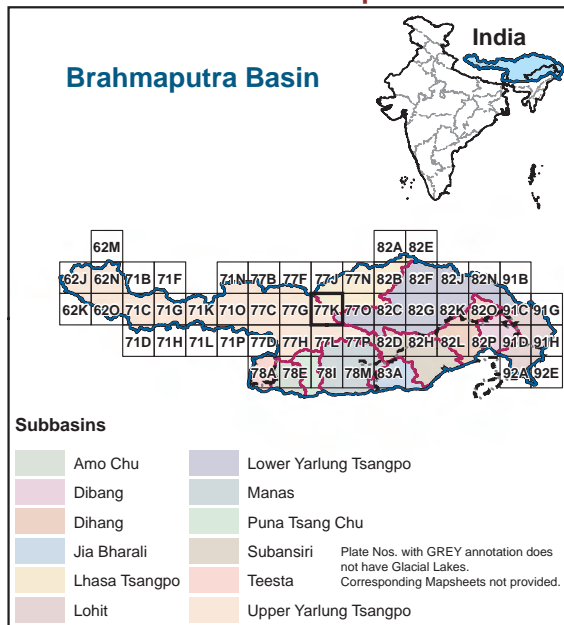 India
Brahmaputra Basin
62M 82A 82E
62J 62N 71B 71F 71N 77B 77F 77J 77N 82B 82F 82J 82N 91B
62K 62O 71C 71G 71K 71O 77C 77G 77K 77O 82C 82G 82K 82O 91C 91G
71D 71H 71L 71P 77D 77H 77L 77P 82D 82H 82L 82P 91D 91H
78A 78E 78I 78M 83A 92A 92E
Subbasins
Amo Chu
Dibang
Dihang
Jia Bharali
Lhasa Tsangpo
Lohit
Lower Yarlung Tsangpo
Manas
Puna Tsang Chu
Subansiri
Teesta
Upper Yarlung Tsangpo
Plate Nos. with GREY annotation does
not have Glacial Lakes.
Corresponding Mapsheets not provided.